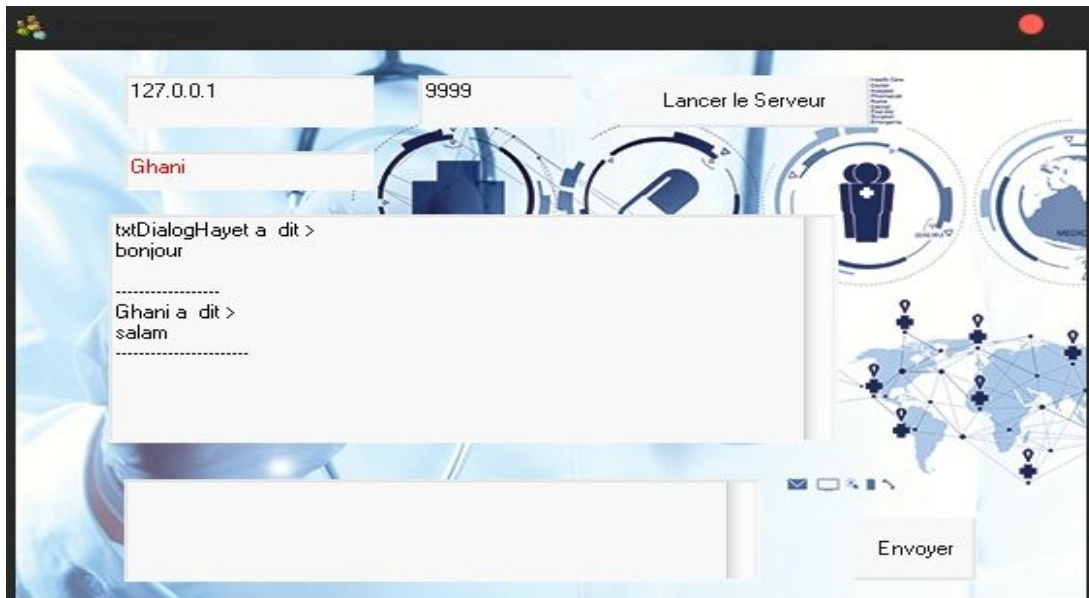 127.0.0.1
9999
Lancer le Serveur
Ghani
txtDialogHayet a dit >
bonjour
------------------
Ghani a dit >
salam
-----------------------
Envoyer